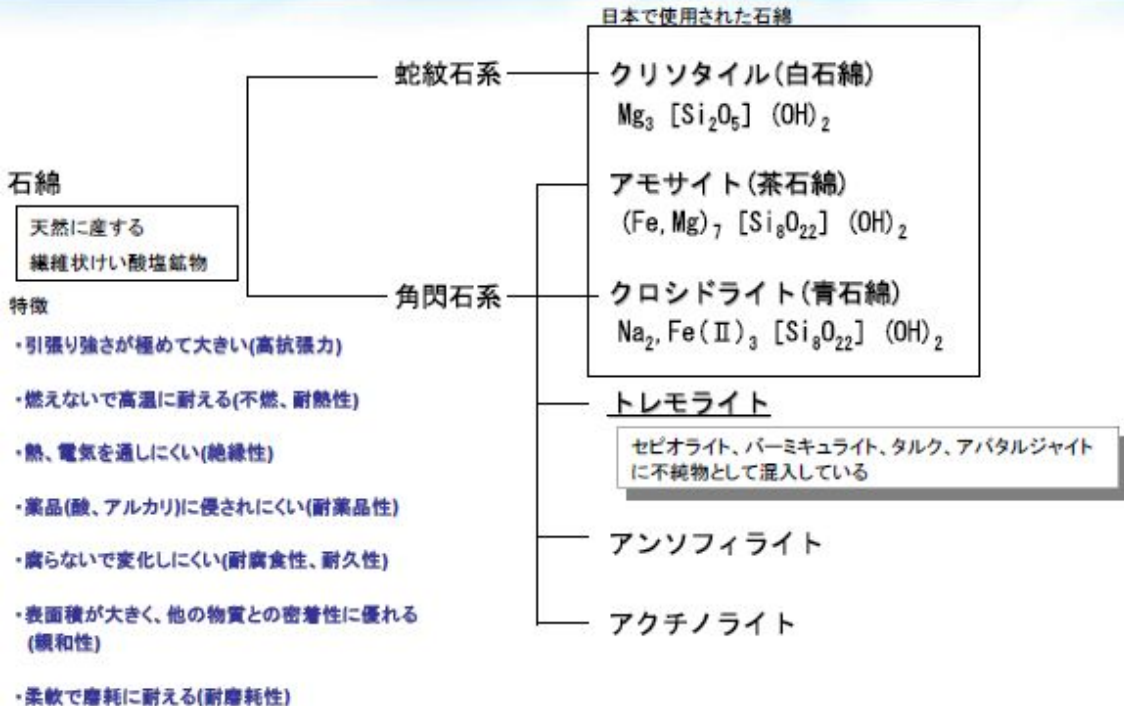 日本で使用された石綿
蛇紋石系
クリソタイル(白石綿)
Mg₃ [Si₂O₅] (OH)₂
石綿
天然に産する
繊維状けい酸塩鉱物
アモサイト(茶石綿)
(Fe,Mg)₇ [Si₈O₂₂] (OH)₂
角閃石系
クロシドライト(青石綿)
Na₂,Fe(Ⅱ)₃ [Si₈O₂₂] (OH)₂
トレモライト
セピオライト、バーミキュライト、タルク、アバタルジャイト
に不純物として混入している
アンソフィライト
アクチノライト
特徴
・引張り強さが極めて大きい(高抗張力)
・燃えないで高温に耐える(不燃、耐熱性)
・熱、電気を通しにくい(絶縁性)
・薬品(酸、アルカリ)に侵されにくい(耐薬品性)
・腐らないで変化しにくい(耐腐食性、耐久性)
・表面積が大きく、他の物質との密着性に優れる
(親和性)
・柔軟で磨耗に耐える(耐磨耗性)